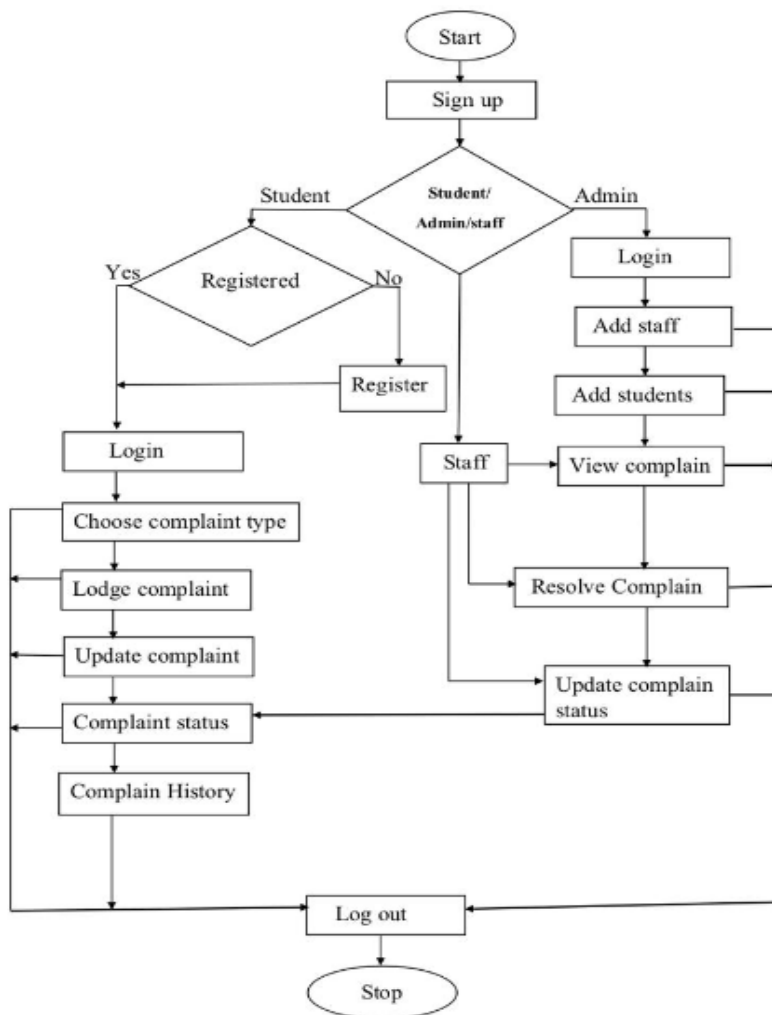 Start
Sign up
Student/
Admin/staff
Student
Admin
Registered
Yes
No
Register
Login
Add staff
Add students
View complain
Staff
Resolve Complain
Update complain
status
Login
Choose complaint type
Lodge complaint
Update complaint
Complaint status
Complain History
Log out
Stop